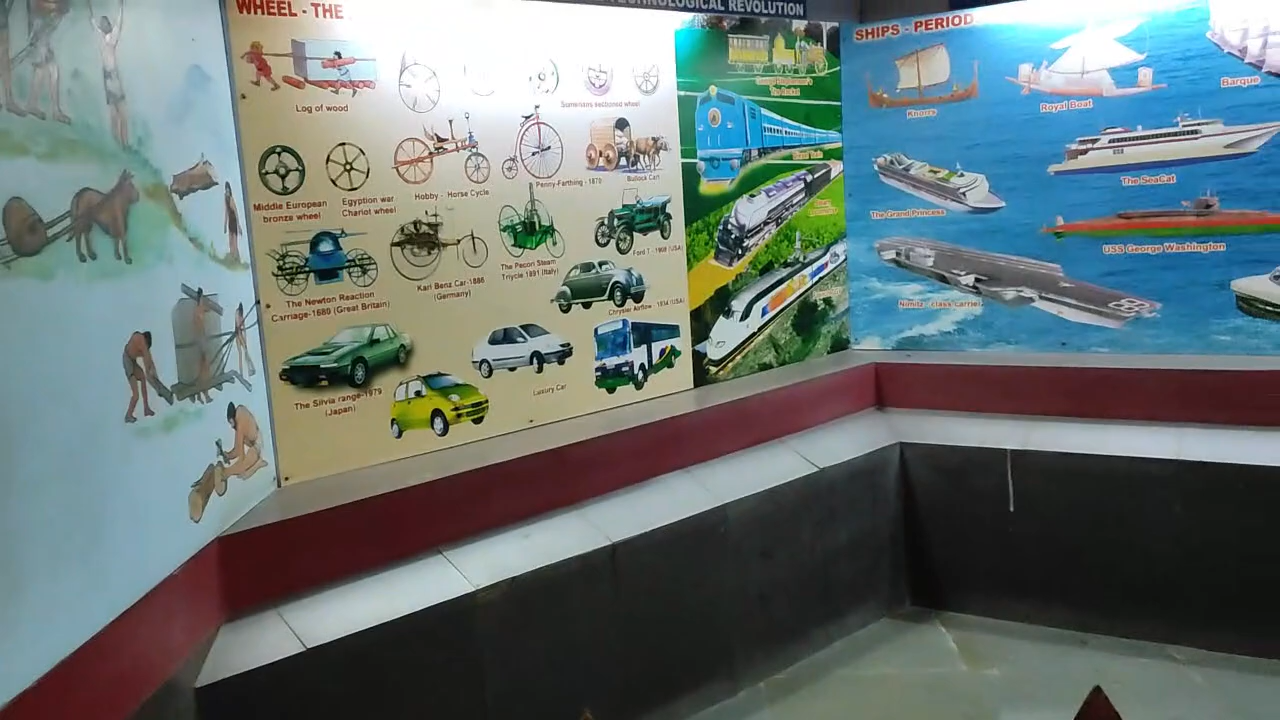 WHEEL - THE
TECHNOLOGICAL REVOLUTION
Log of wood
Sumerians sectioned wheel
Middle European
bronze wheel
Egyption war
Chariot wheel
Hobby - Horse Cycle
Penny-Farthing - 1870
Bullock Cart
The Newton Reaction
Carriage-1680 (Great Britain)
Karl Benz Car-1886
(Germany)
The Pecori Steam
Tricycle 1891 (Italy)
Ford T - 1908 (USA)
Chrysler Airflow - 1934 (USA)
The Silvia range-1979
(Japan)
Luxury Car
SHIPS - PERIOD
Knorrs
Royal Boat
Barque
The SeaCat
The Grand Princess
USS George Washington
Nimitz - class carrier